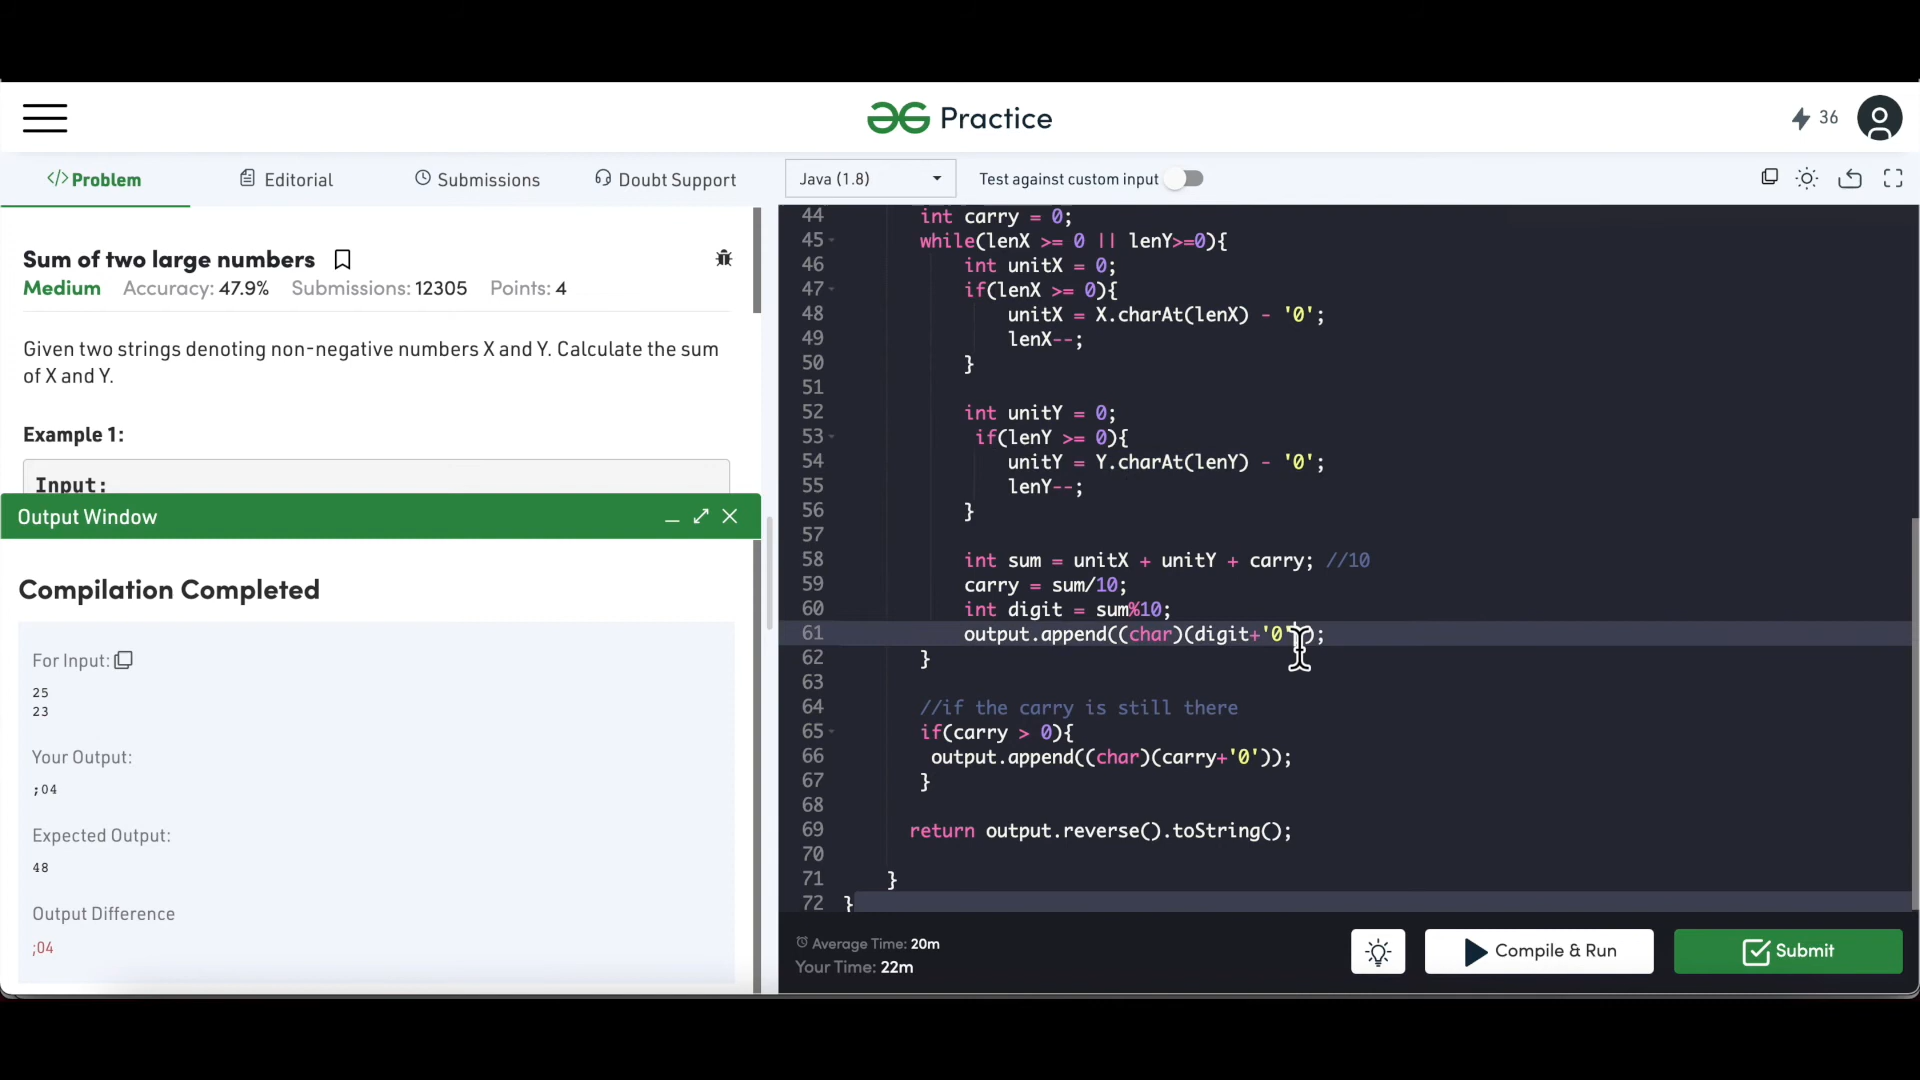 Practice
36
</> Problem
Editorial
Submissions
Doubt Support
Java (1.8)
Test against custom input
Sum of two large numbers
Medium Accuracy: 47.9% Submissions: 12305 Points: 4
Given two strings denoting non-negative numbers X and Y. Calculate the sum
of X and Y.
Example 1:
Input:
Output Window
Compilation Completed
For Input:
25
23
Your Output:
;04
Expected Output:
48
Output Difference
;04
44 int carry = 0;
45 while(lenX >= 0 || lenY>=0){
46 int unitX = 0;
47 if(lenX >= 0){
48 unitX = X.charAt(lenX) - '0';
49 lenX--;
50 }
51
52 int unitY = 0;
53 if(lenY >= 0){
54 unitY = Y.charAt(lenY) - '0';
55 lenY--;
56 }
57
58 int sum = unitX + unitY + carry; //10
59 carry = sum/10;
60 int digit = sum%10;
61 output.append((char)(digit+'0'));
62 }
63
64 //if the carry is still there
65 if(carry > 0){
66 output.append((char)(carry+'0'));
67 }
68
69 return output.reverse().toString();
70
71 }
72 }
Average Time: 20m
Your Time: 22m
Compile & Run
Submit